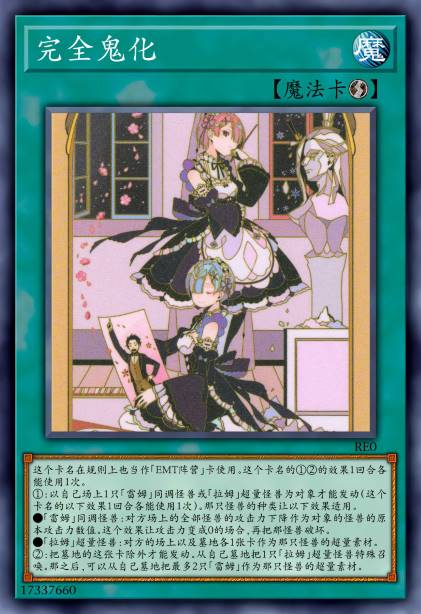 完全鬼化
魔
【魔法卡】
RE0
这个卡名在规则上也当作「EMT阵营」卡使用。这个卡名的①②的效果1回合各
能使用1次。
①:以自己场上1只「雷姆」同调怪兽或「拉姆」超量怪兽为对象才能发动(这个
卡名的以下效果1回合各能使用1次)。那只怪兽的种类让以下效果适用。
●「雷姆」同调怪兽:对方场上的全部怪兽的攻击力下降作为对象的怪兽的原
本攻击力数值。这个效果让攻击力变成0的场合,再把那怪兽破坏。
●「拉姆」超量怪兽:对方的场上以及墓地各1张卡作为那只怪兽的超量素材。
②:把墓地的这张卡除外才能发动。从自己墓地把1只「拉姆」超量怪兽特殊召
唤。那之后,可以从自己墓地把最多2只「雷姆」作为那只怪兽的超量素材。
17337660